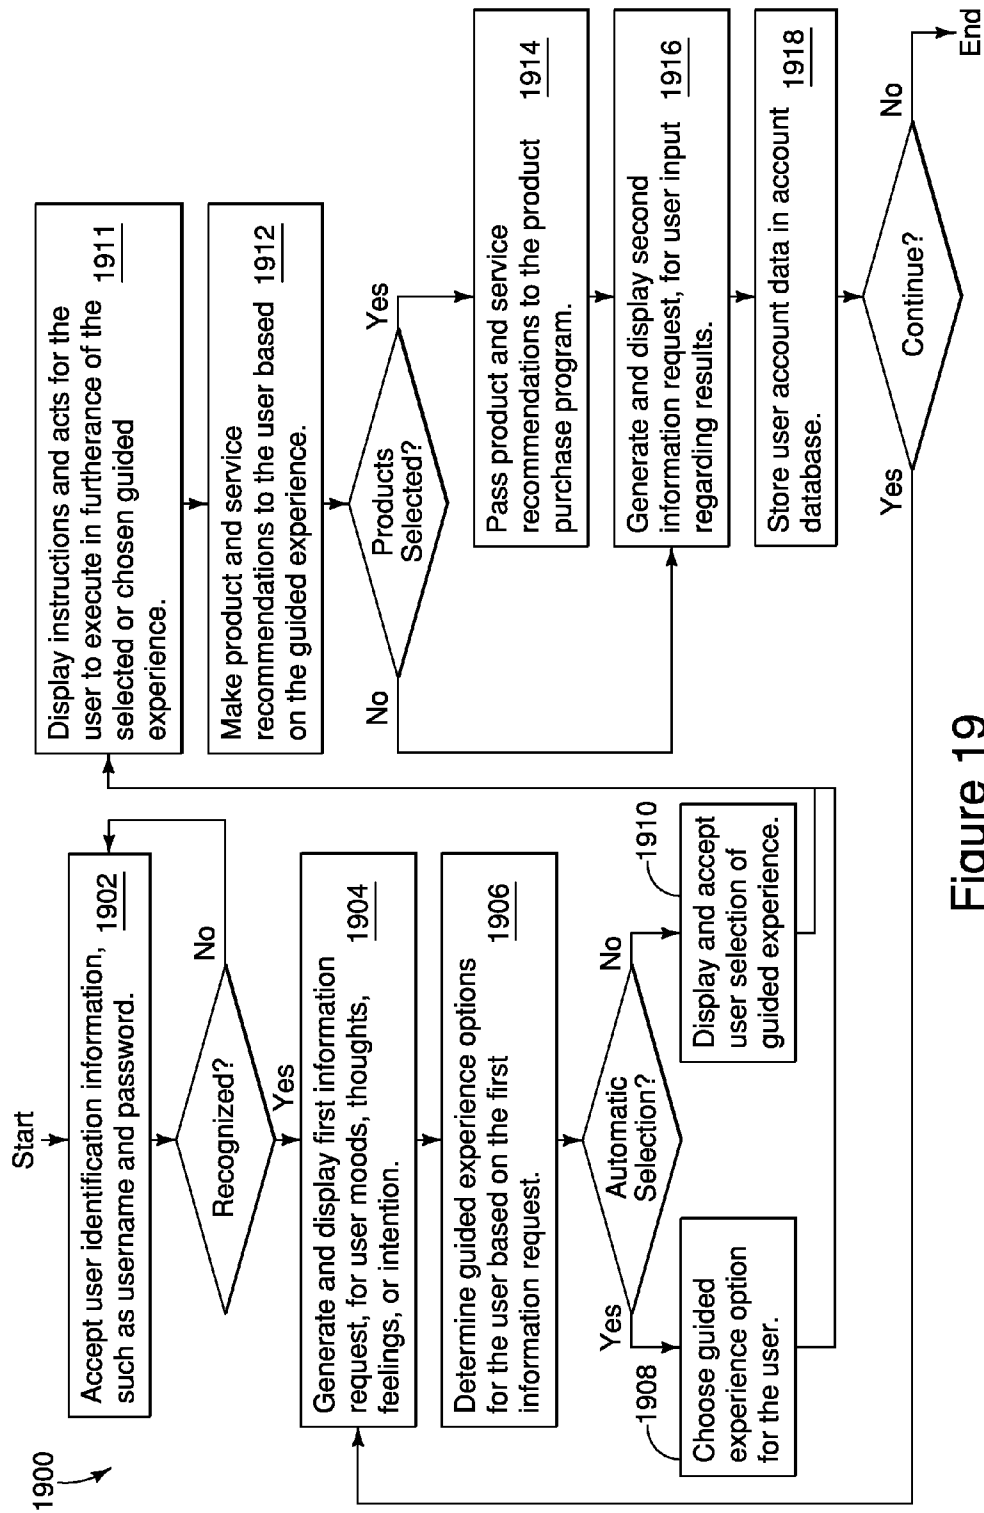 1900
Start
Accept user identification information,
such as username and password.
1902
Recognized?
No
Yes
Generate and display first information
request, for user moods, thoughts,
feelings, or intention.
1904
Determine guided experience options
for the user based on the first
information request.
1906
Automatic
Selection?
Yes
No
1908
Choose guided
experience option
for the user.
1910
Display and accept
user selection of
guided experience.
Display instructions and acts for the
user to execute in furtherance of the
selected or chosen guided
experience.
1911
Make product and service
recommendations to the user based
on the guided experience.
1912
Products
Selected?
No
Yes
Pass product and service
recommendations to the product
purchase program.
1914
Generate and display second
information request, for user input
regarding results.
1916
Store user account data in account
database.
1918
Continue?
Yes
No
End
Figure 19